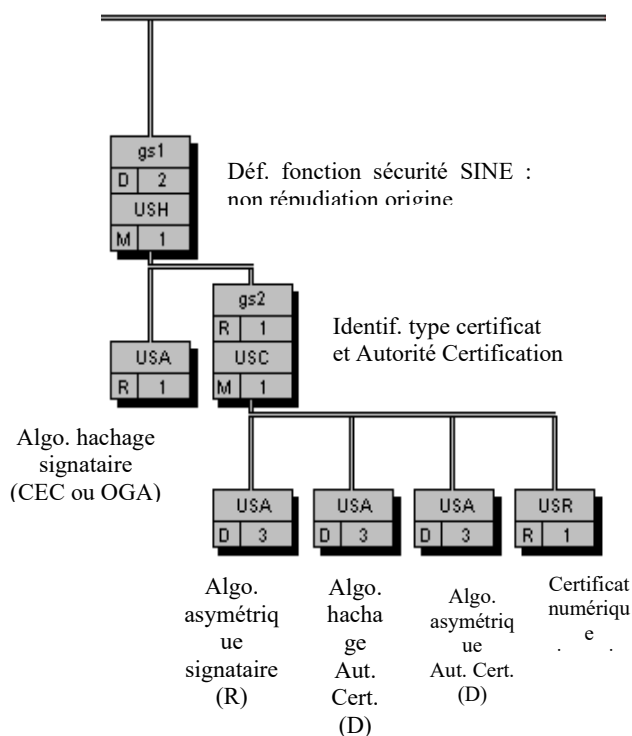 gs1
D 2
USH
M 1
Déf. fonction sécurité SINE :
non répudiation origine
gs2
R 1
USC
M 1
Identif. type certificat
et Autorité Certification
USA
R 1
Algo. hachage
signataire
(CEC ou OGA)
USA
D 3
USA
D 3
USA
D 3
USR
R 1
Algo.
asymétriq
ue
signataire
(R)
Algo.
hacha
ge
Aut.
Cert.
(D)
Algo.
asymétriq
ue
Aut. Cert.
(D)
Certificat
numériqu
e